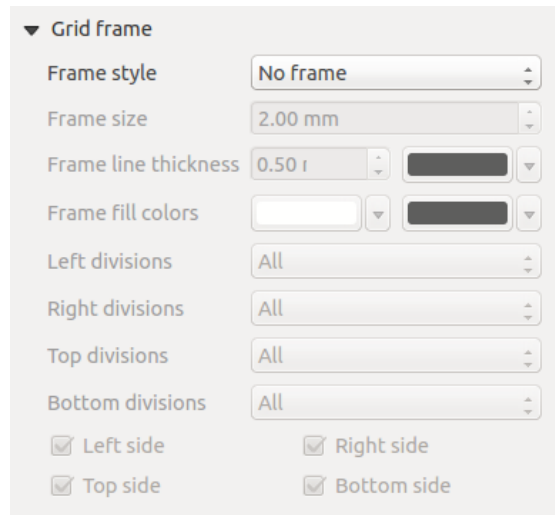 Grid frame
Frame style No frame
Frame size 2.00 mm
Frame line thickness 0.50
Frame fill colors
Left divisions All
Right divisions All
Top divisions All
Bottom divisions All
Left side Right side
Top side Bottom side